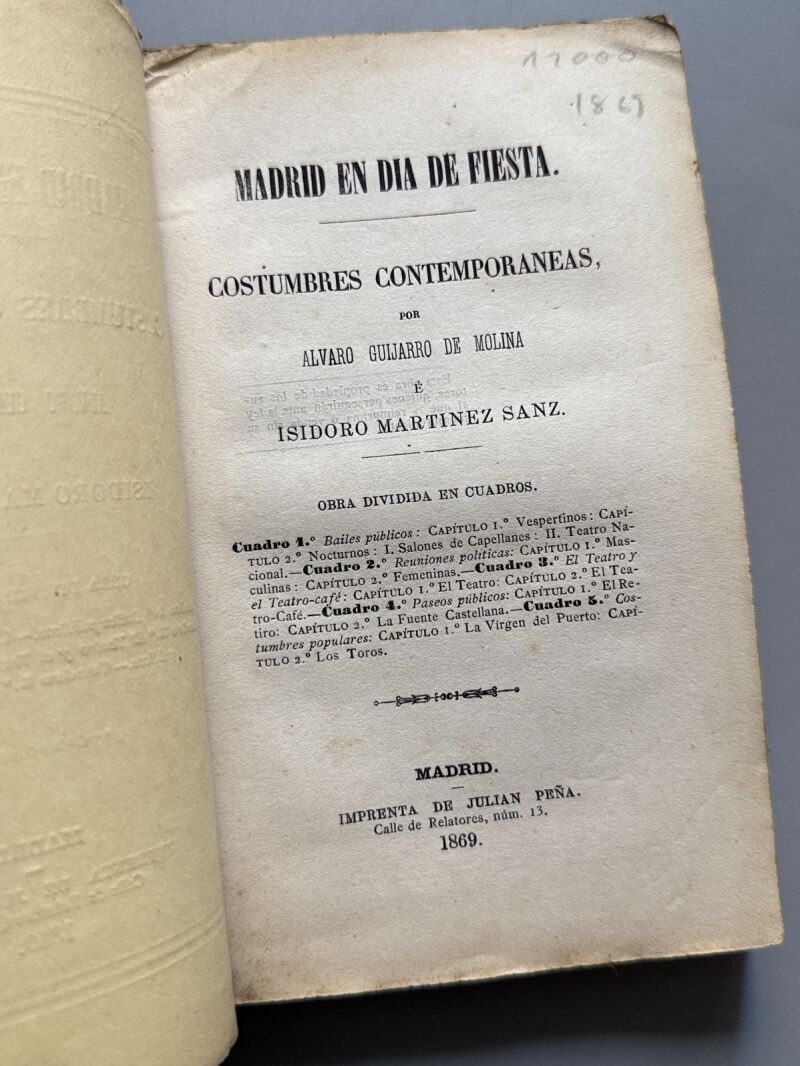 17000
1869
MADRID EN DIA DE FIESTA.
COSTUMBRES CONTEMPORANEAS,
POR
ALVARO GUIJARRO DE MOLINA
É
ISIDORO MARTINEZ SANZ.
OBRA DIVIDIDA EN CUADROS.
Cuadro 1.º Bailes públicos: CAPÍTULO 1.º Vespertinos: CAPÍ-
TULO 2.º Nocturnos: I. Salones de Capellanes: II. Teatro Na-
cional.—Cuadro 2.º Reuniones políticas: CAPÍTULO 1.º Mas-
culinas: CAPÍTULO 2.º Femeninas.—Cuadro 3.º El Teatro y
el Teatro-café: CAPÍTULO 1.º El Teatro: CAPÍTULO 2.º El Tea-
tro-Café.—Cuadro 4.º Paseos públicos: CAPÍTULO 1.º El Re-
tiro: CAPÍTULO 2.º La Fuente Castellana.—Cuadro 5.º Cos-
tumbres populares: CAPÍTULO 1.º La Vírgen del Puerto: CAPÍ-
TULO 2.º Los Toros.
MADRID.
IMPRENTA DE JULIAN PEÑA.
Calle de Relatores, núm. 13.
1869.